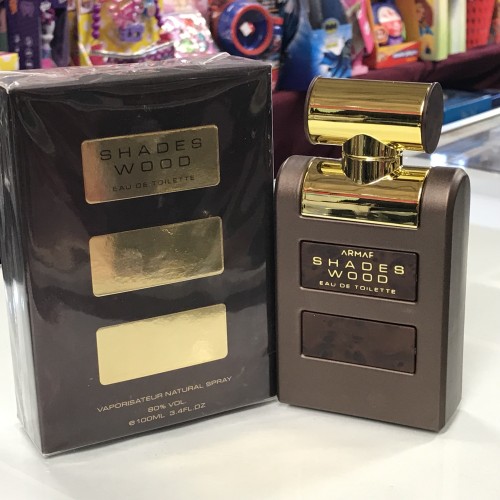 SHADES
WOOD
EAU DE TOILETTE
VAPORISATEUR NATURAL SPRAY
80% VOL.
℮100ML 3.4FL.OZ
ARMAF
SHADES
WOOD
EAU DE TOILETTE